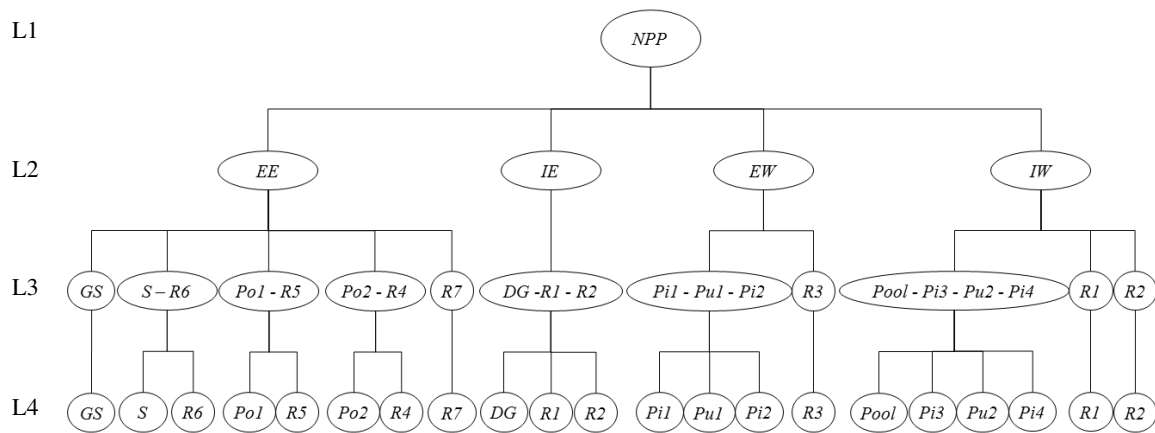 L1
NPP
L2
EE IE EW IW
L3
GS S – R6 Po1 - R5 Po2 - R4 R7 DG -R1 - R2 Pi1 - Pu1 - Pi2 R3 Pool - Pi3 - Pu2 - Pi4 R1 R2
L4
GS S R6 Po1 R5 Po2 R4 R7 DG R1 R2 Pi1 Pu1 Pi2 R3 Pool Pi3 Pu2 Pi4 R1 R2